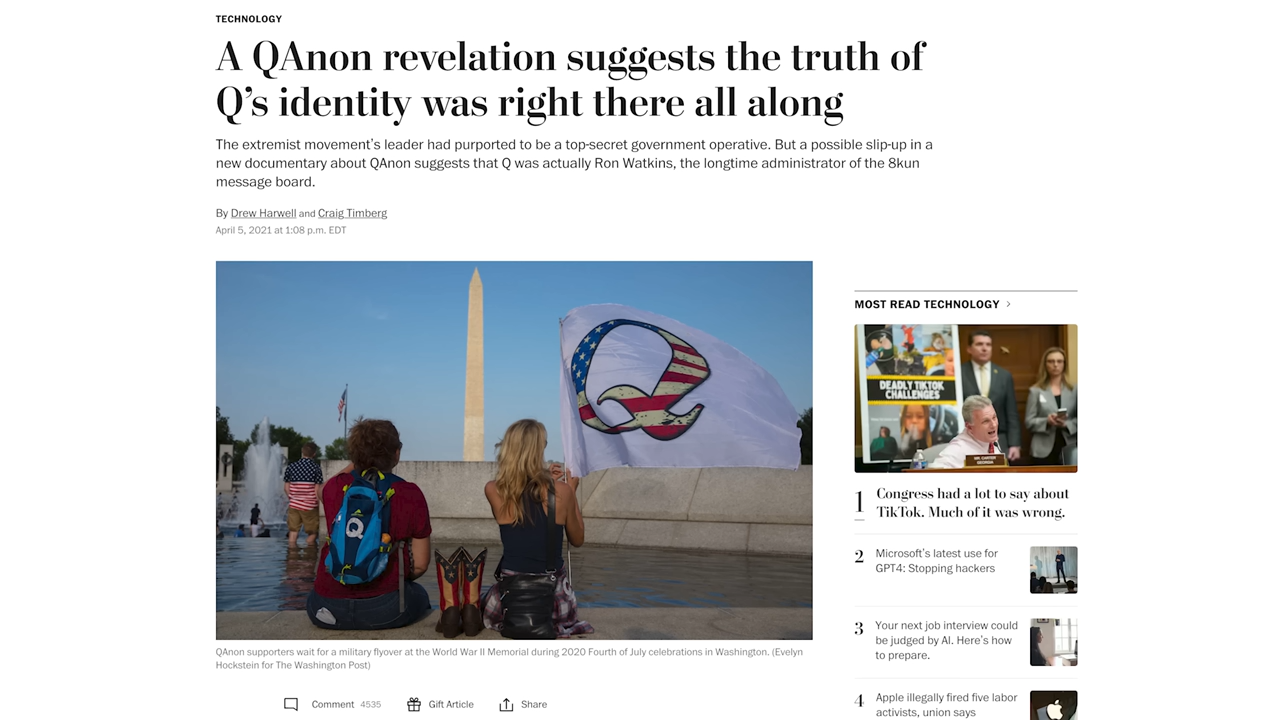 TECHNOLOGY
A QAnon revelation suggests the truth of
Q’s identity was right there all along
The extremist movement’s leader had purported to be a top-secret government operative. But a possible slip-up in a
new documentary about QAnon suggests that Q was actually Ron Watkins, the longtime administrator of the 8kun
message board.
By Drew Harwell and Craig Timberg
April 5, 2021 at 1:08 p.m. EDT
Q
Q
QAnon supporters wait for a military flyover at the World War II Memorial during 2020 Fourth of July celebrations in Washington. (Evelyn
Hockstein for The Washington Post)
Comment 4535
Gift Article
Share
MOST READ TECHNOLOGY
DEADLY TIKTOK
CHALLENGES
MR. CARTER
GEORGIA
1
Congress had a lot to say about
TikTok. Much of it was wrong.
2
Microsoft’s latest use for
GPT4: Stopping hackers
3
Your next job interview could
be judged by AI. Here’s how
to prepare.
4
Apple illegally fired five labor
activists, union says